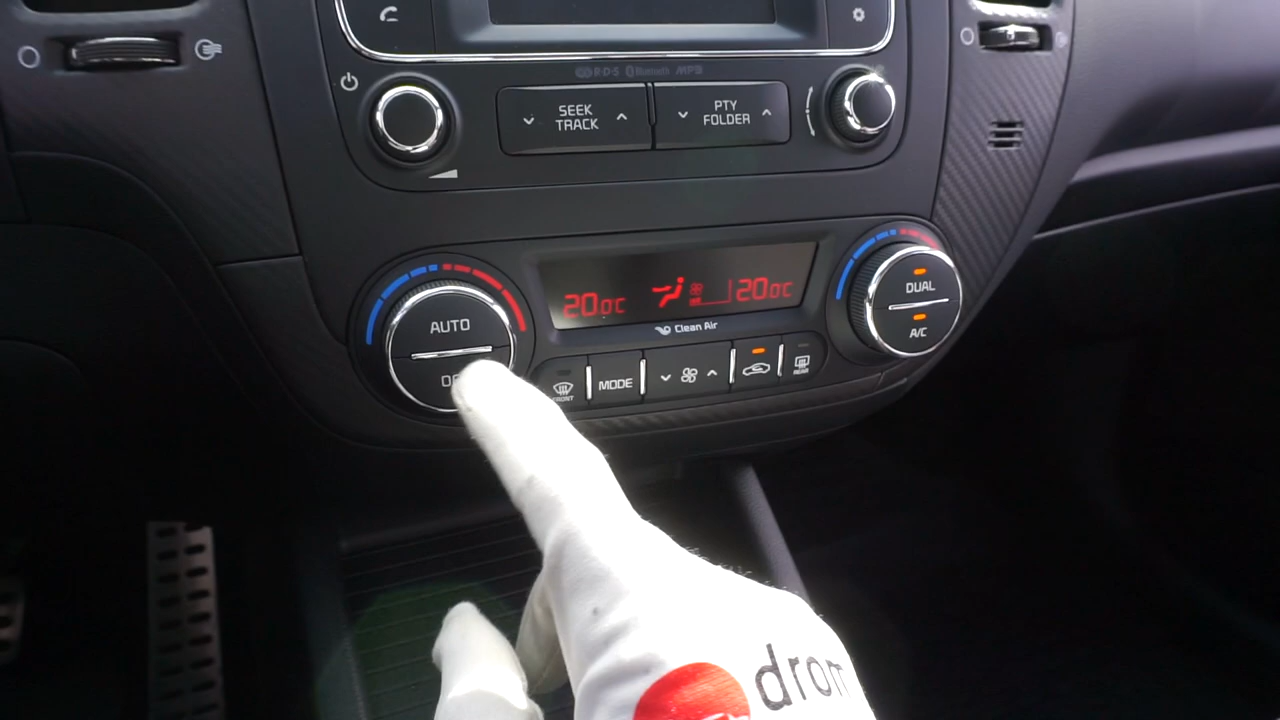 RDS Bluetooth MP3
SEEK
TRACK
PTY
FOLDER
20.0C
20.0C
Clean Air
AUTO
DUAL
A/C
FRONT
MODE
REAR
drom